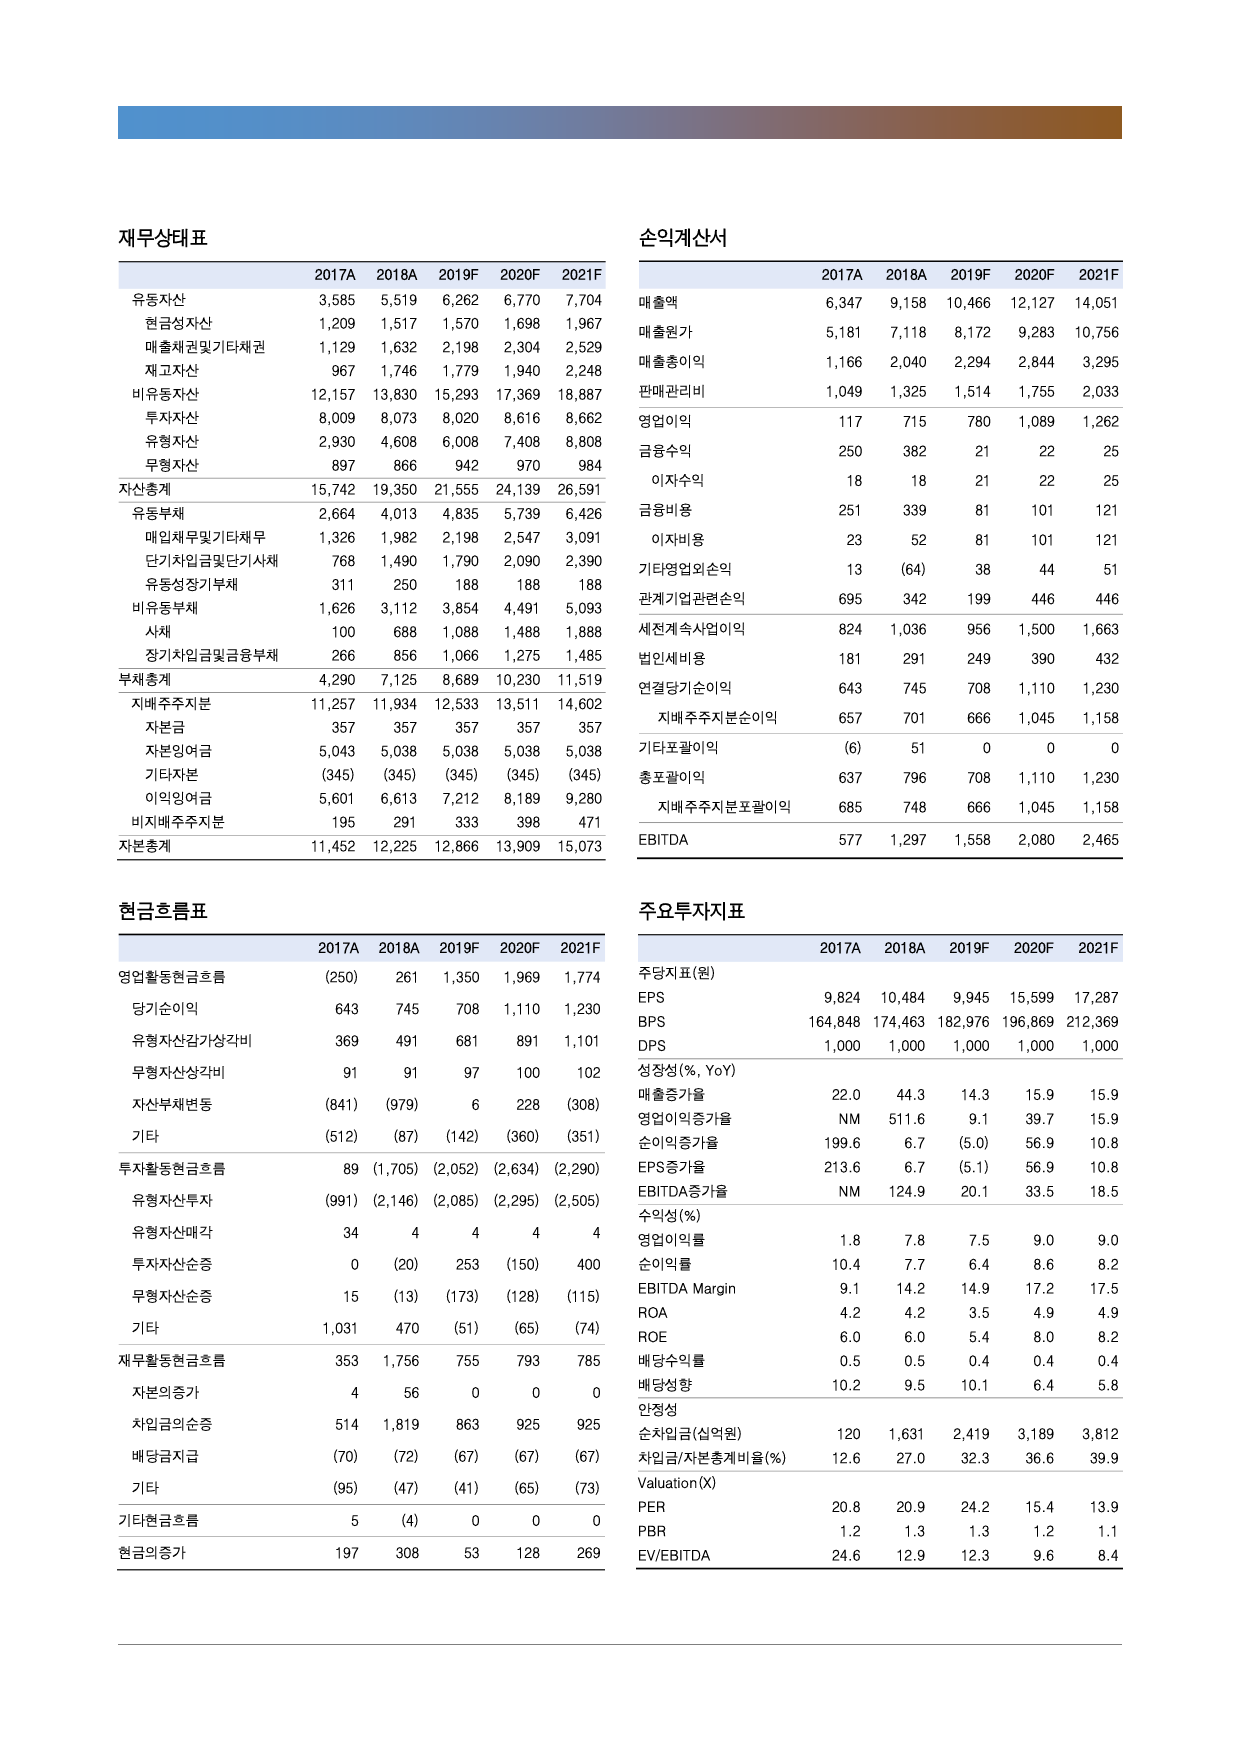 재무상태표
2017A 2018A 2019F 2020F 2021F
유동자산 3,585 5,519 6,262 6,770 7,704
현금성자산 1,209 1,517 1,570 1,698 1,967
매출채권및기타채권 1,129 1,632 2,198 2,304 2,529
재고자산 967 1,746 1,779 1,940 2,248
비유동자산 12,157 13,830 15,293 17,369 18,887
투자자산 8,009 8,073 8,020 8,616 8,662
유형자산 2,930 4,608 6,008 7,408 8,808
무형자산 897 866 942 970 984
자산총계 15,742 19,350 21,555 24,139 26,591
유동부채 2,664 4,013 4,835 5,739 6,426
매입채무및기타채무 1,326 1,982 2,198 2,547 3,091
단기차입금및단기사채 768 1,490 1,790 2,090 2,390
유동성장기부채 311 250 188 188 188
비유동부채 1,626 3,112 3,854 4,491 5,093
사채 100 688 1,088 1,488 1,888
장기차입금및금융부채 266 856 1,066 1,275 1,485
부채총계 4,290 7,125 8,689 10,230 11,519
지배주주지분 11,257 11,934 12,533 13,511 14,602
자본금 357 357 357 357 357
자본잉여금 5,043 5,038 5,038 5,038 5,038
기타자본 (345) (345) (345) (345) (345)
이익잉여금 5,601 6,613 7,212 8,189 9,280
비지배주주지분 195 291 333 398 471
자본총계 11,452 12,225 12,866 13,909 15,073
손익계산서
2017A 2018A 2019F 2020F 2021F
매출액 6,347 9,158 10,466 12,127 14,051
매출원가 5,181 7,118 8,172 9,283 10,756
매출총이익 1,166 2,040 2,294 2,844 3,295
판매관리비 1,049 1,325 1,514 1,755 2,033
영업이익 117 715 780 1,089 1,262
금융수익 250 382 21 22 25
이자수익 18 18 21 22 25
금융비용 251 339 81 101 121
이자비용 23 52 81 101 121
기타영업외손익 13 (64) 38 44 51
관계기업관련손익 695 342 199 446 446
세전계속사업이익 824 1,036 956 1,500 1,663
법인세비용 181 291 249 390 432
연결당기순이익 643 745 708 1,110 1,230
지배주주지분순이익 657 701 666 1,045 1,158
기타포괄이익 (6) 51 0 0 0
총포괄이익 637 796 708 1,110 1,230
지배주주지분포괄이익 685 748 666 1,045 1,158
EBITDA 577 1,297 1,558 2,080 2,465
현금흐름표
2017A 2018A 2019F 2020F 2021F
영업활동현금흐름 (250) 261 1,350 1,969 1,774
당기순이익 643 745 708 1,110 1,230
유형자산감가상각비 369 491 681 891 1,101
무형자산상각비 91 91 97 100 102
자산부채변동 (841) (979) 6 228 (308)
기타 (512) (87) (142) (360) (351)
투자활동현금흐름 89 (1,705) (2,052) (2,634) (2,290)
유형자산투자 (991) (2,146) (2,085) (2,295) (2,505)
유형자산매각 34 4 4 4 4
투자자산순증 0 (20) 253 (150) 400
무형자산순증 15 (13) (173) (128) (115)
기타 1,031 470 (51) (65) (74)
재무활동현금흐름 353 1,756 755 793 785
자본의증가 4 56 0 0 0
차입금의순증 514 1,819 863 925 925
배당금지급 (70) (72) (67) (67) (67)
기타 (95) (47) (41) (65) (73)
기타현금흐름 5 (4) 0 0 0
현금의증가 197 308 53 128 269
주요투자지표
2017A 2018A 2019F 2020F 2021F
주당지표(원)
EPS 9,824 10,484 9,945 15,599 17,287
BPS 164,848 174,463 182,976 196,869 212,369
DPS 1,000 1,000 1,000 1,000 1,000
성장성(%, YoY)
매출증가율 22.0 44.3 14.3 15.9 15.9
영업이익증가율 NM 511.6 9.1 39.7 15.9
순이익증가율 199.6 6.7 (5.0) 56.9 10.8
EPS증가율 213.6 6.7 (5.1) 56.9 10.8
EBITDA증가율 NM 124.9 20.1 33.5 18.5
수익성(%)
영업이익률 1.8 7.8 7.5 9.0 9.0
순이익률 10.4 7.7 6.4 8.6 8.2
EBITDA Margin 9.1 14.2 14.9 17.2 17.5
ROA 4.2 4.2 3.5 4.9 4.9
ROE 6.0 6.0 5.4 8.0 8.2
배당수익률 0.5 0.5 0.4 0.4 0.4
배당성향 10.2 9.5 10.1 6.4 5.8
안정성
순차입금(십억원) 120 1,631 2,419 3,189 3,812
차입금/자본총계비율(%) 12.6 27.0 32.3 36.6 39.9
Valuation(X)
PER 20.8 20.9 24.2 15.4 13.9
PBR 1.2 1.3 1.3 1.2 1.1
EV/EBITDA 24.6 12.9 12.3 9.6 8.4